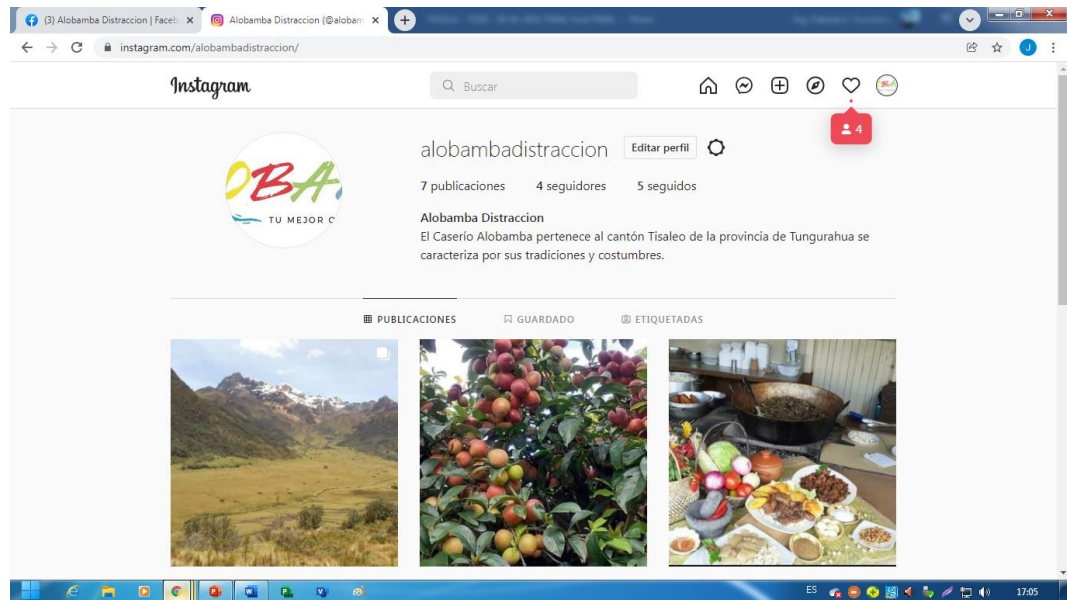 (3) Alobamba Distraccion | Faceb
Alobamba Distraccion (@alobam
instagram.com/alobambadistraccion/
J
Instagram
Buscar
4
alobambadistraccion
Editar perfil
7 publicaciones 4 seguidores 5 seguidos
OBA
TU MEJOR
Alobamba Distraccion
El Caserío Alobamba pertenece al cantón Tisaleo de la provincia de Tungurahua se
caracteriza por sus tradiciones y costumbres.
PUBLICACIONES GUARDADO ETIQUETADAS
ES 17:05